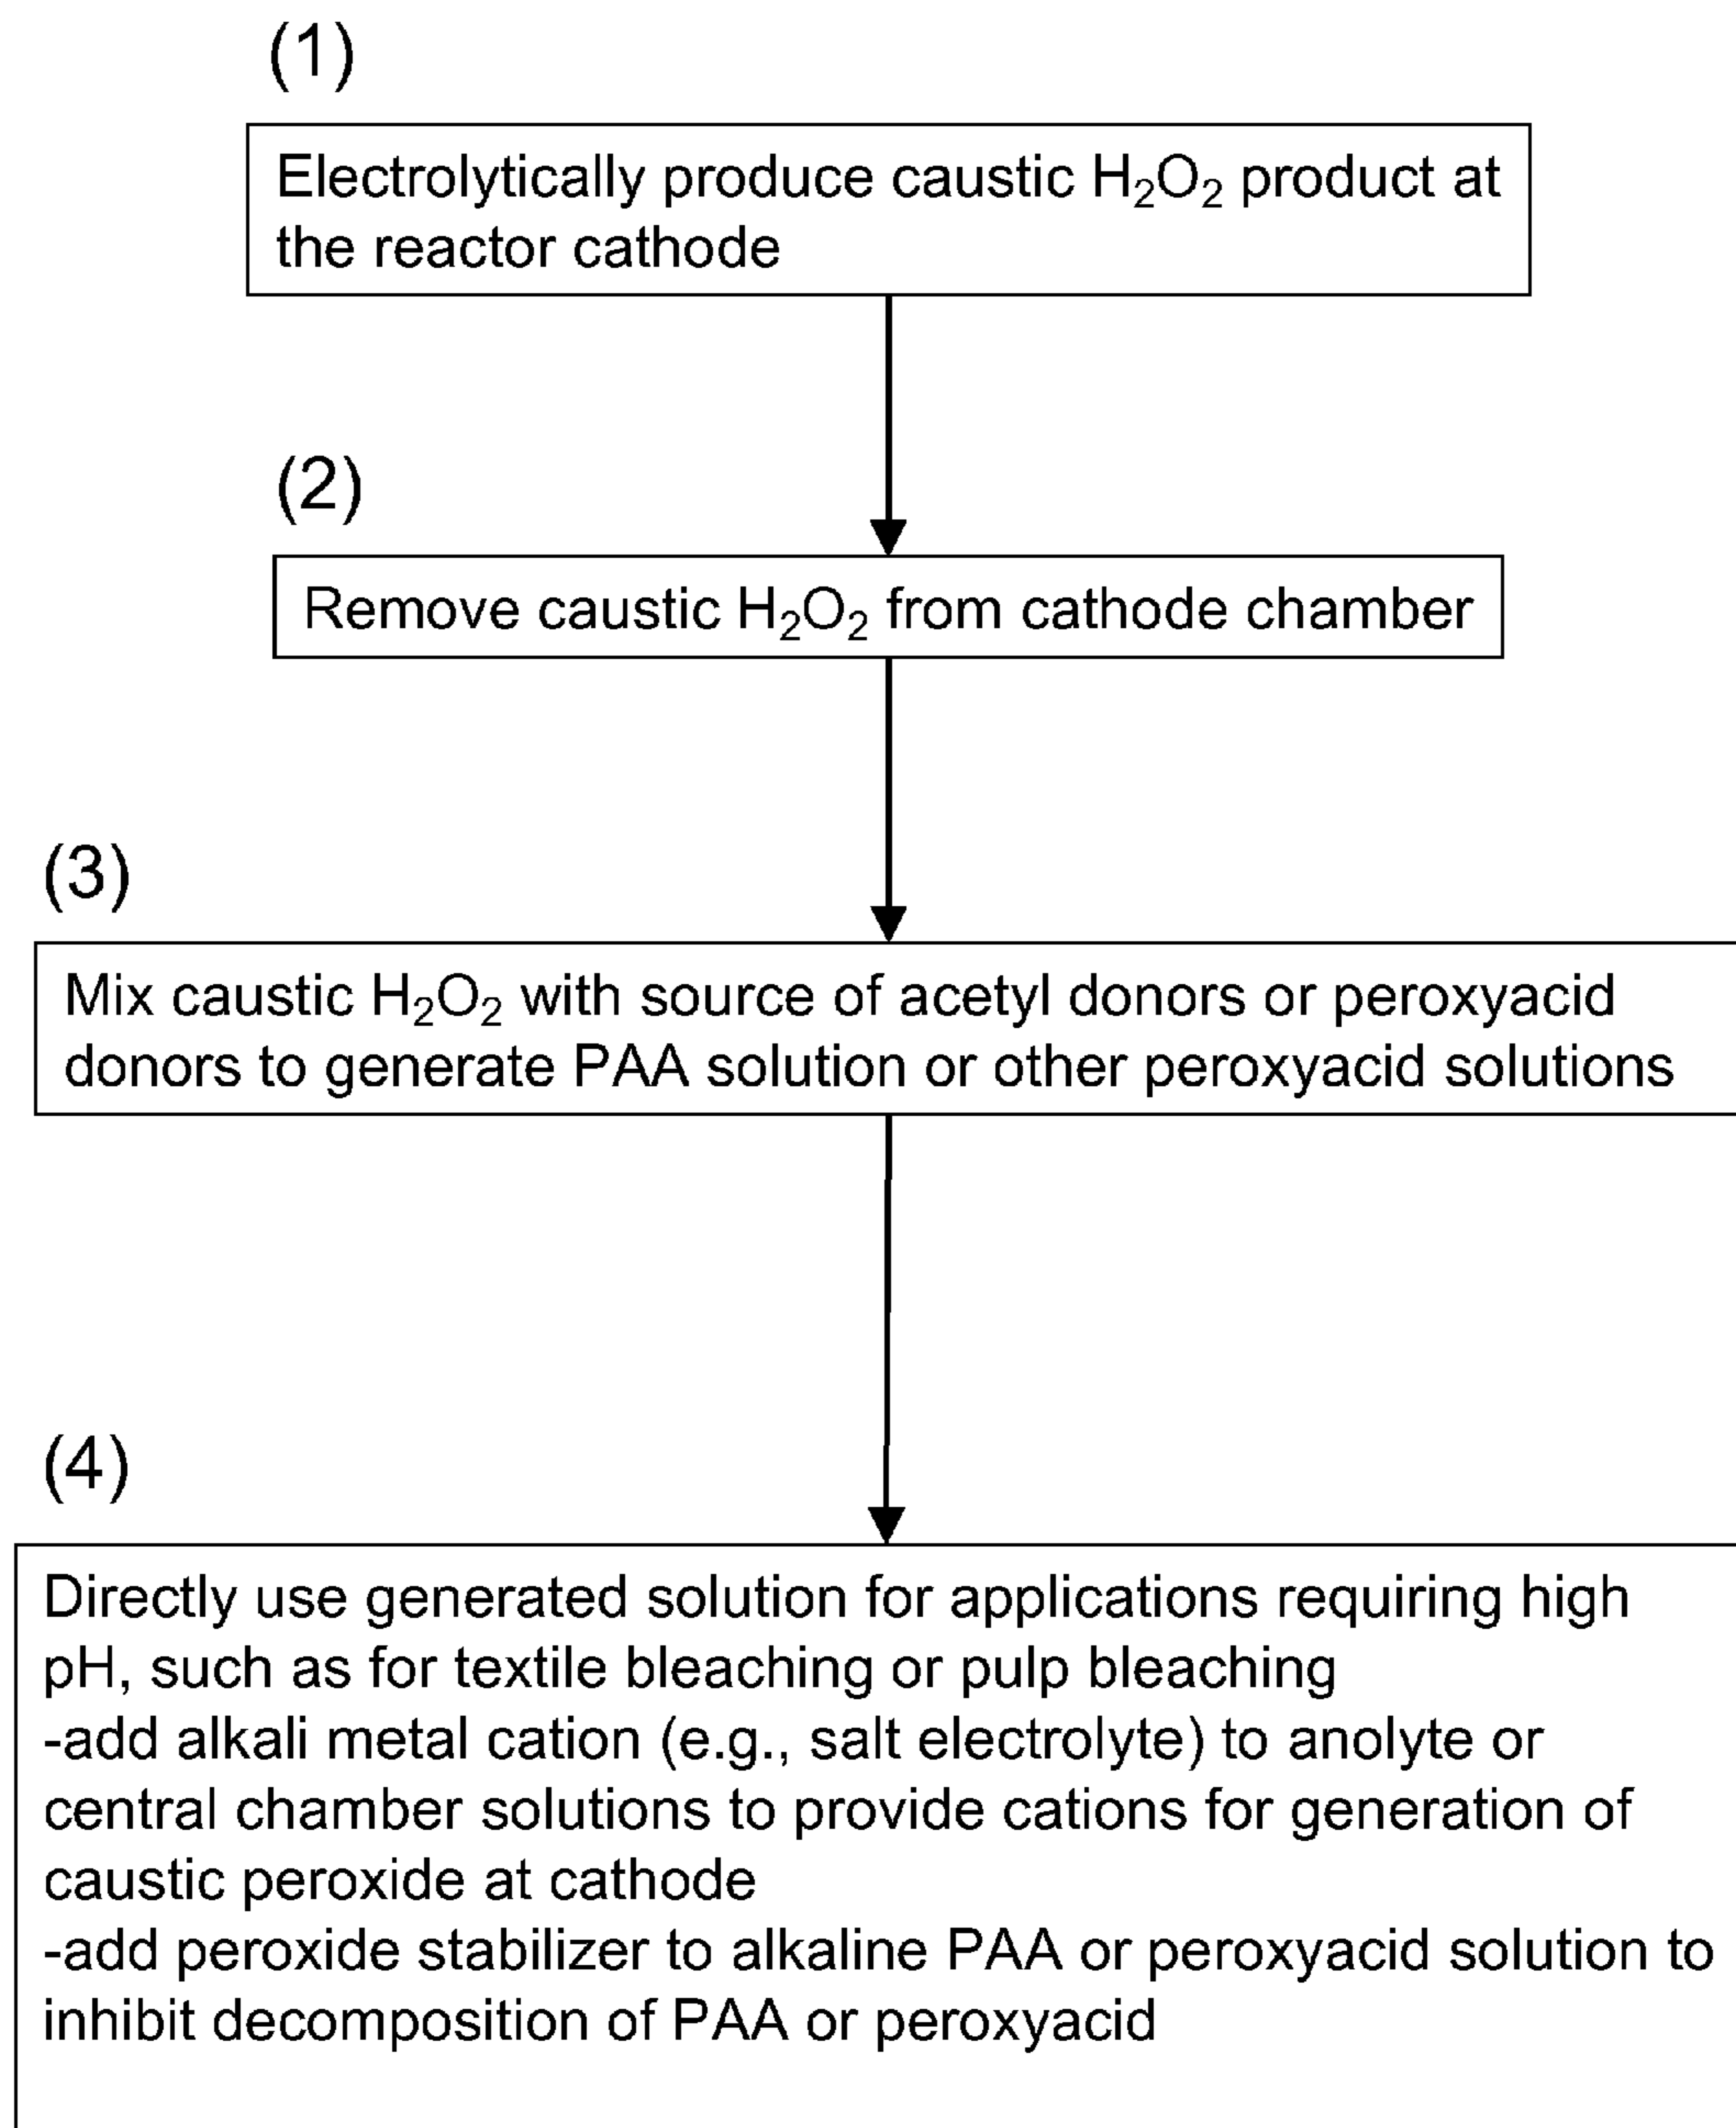 (1)
Electrolytically produce caustic H₂O₂ product at
the reactor cathode
(2)
Remove caustic H₂O₂ from cathode chamber
(3)
Mix caustic H₂O₂ with source of acetyl donors or peroxyacid
donors to generate PAA solution or other peroxyacid solutions
(4)
Directly use generated solution for applications requiring high
pH, such as for textile bleaching or pulp bleaching
-add alkali metal cation (e.g., salt electrolyte) to anolyte or
central chamber solutions to provide cations for generation of
caustic peroxide at cathode
-add peroxide stabilizer to alkaline PAA or peroxyacid solution to
inhibit decomposition of PAA or peroxyacid